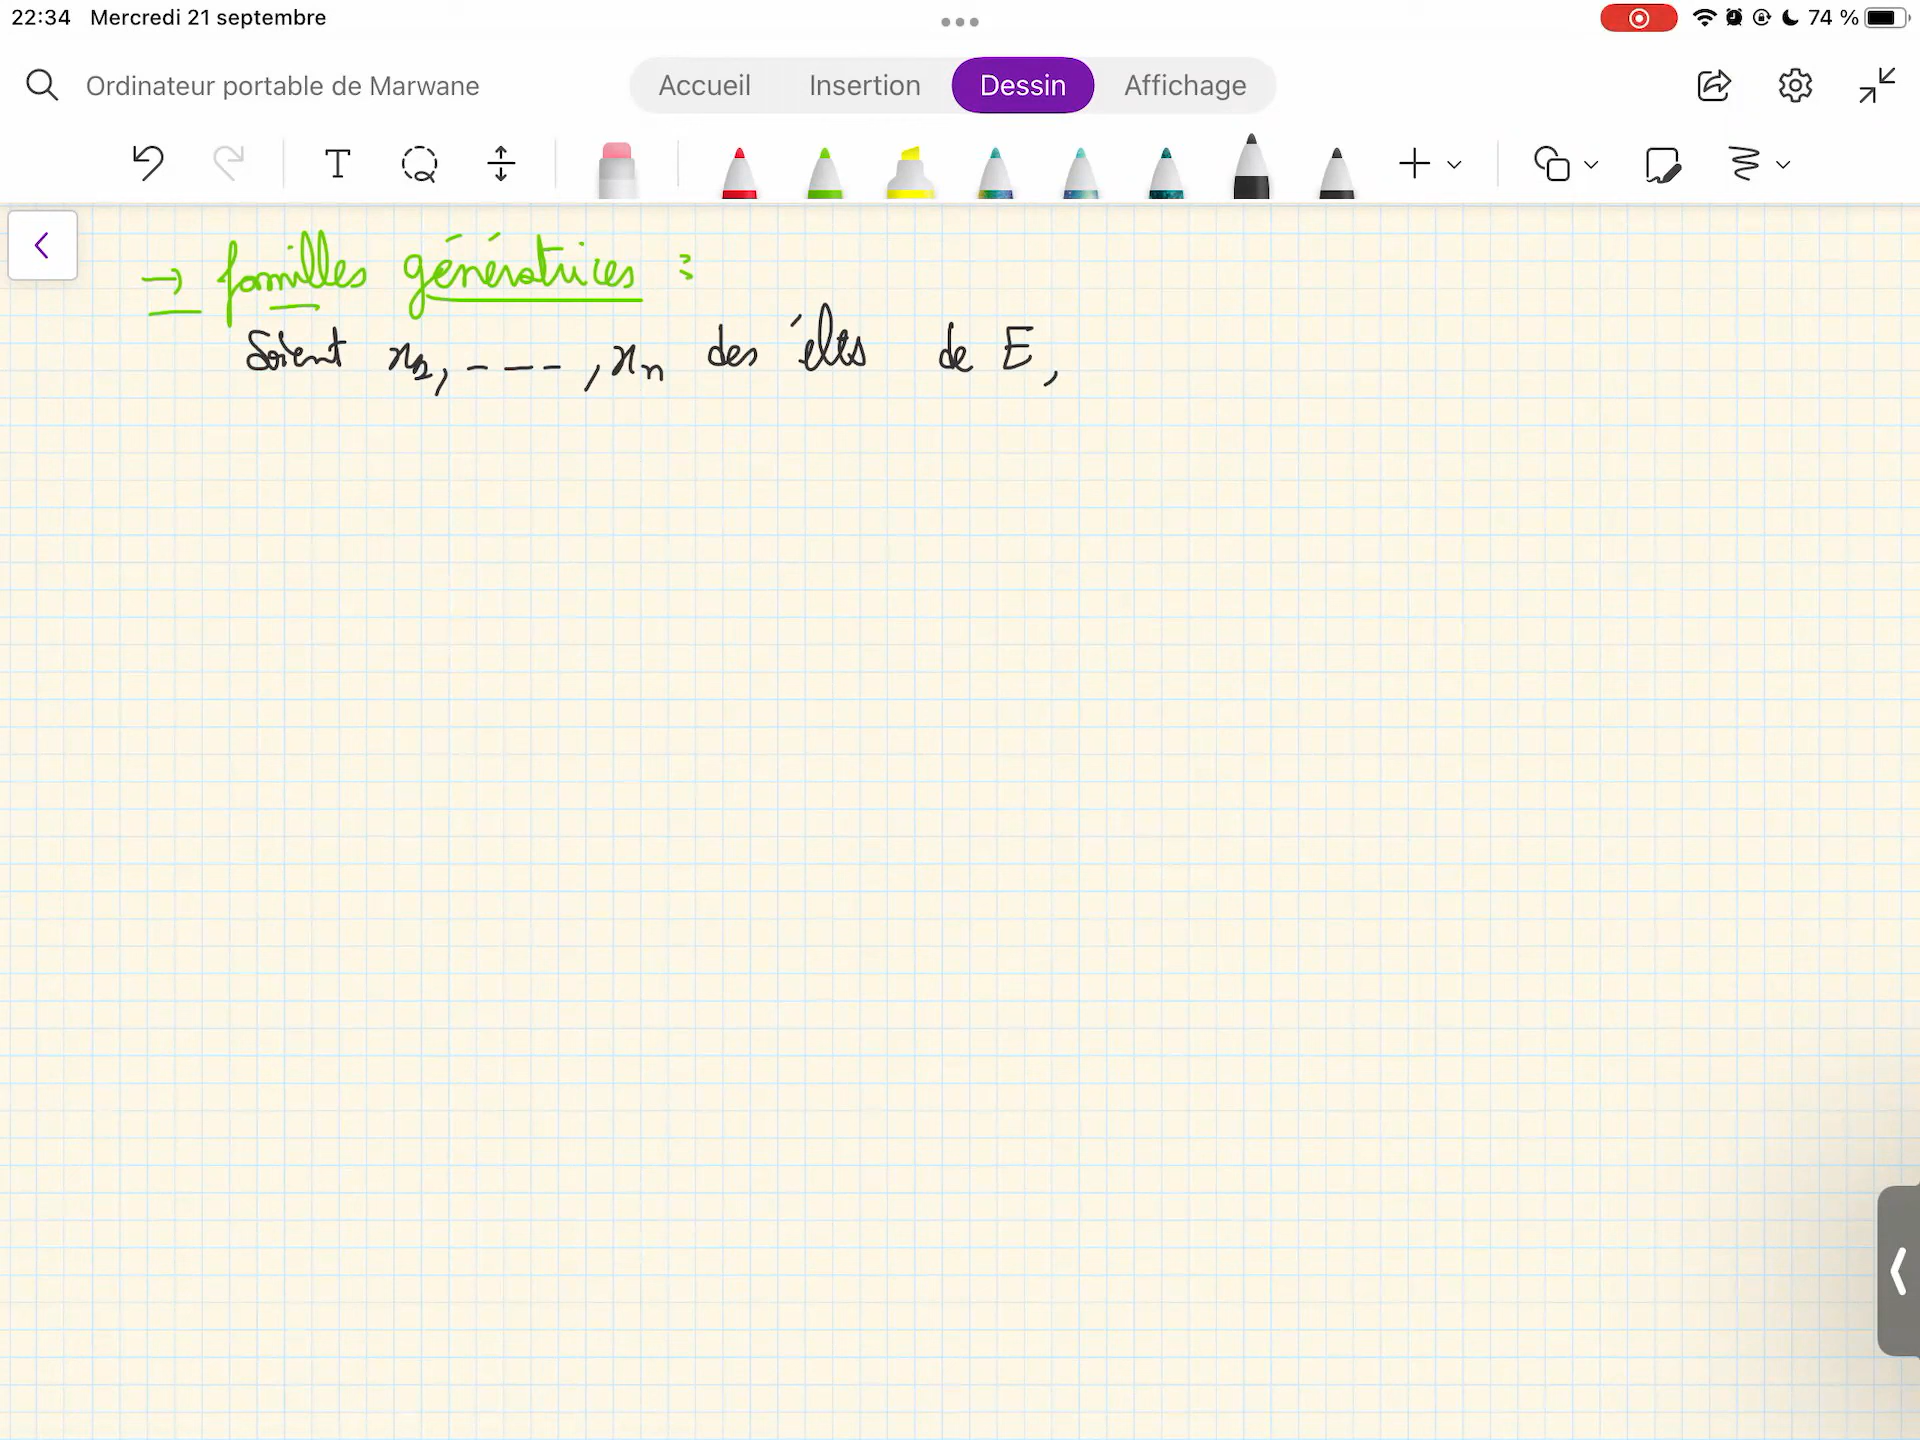 22:34 Mercredi 21 septembre 74 %
Ordinateur portable de Marwane Accueil Insertion Dessin Affichage
T
→ familles génératrices :
Soient x₁, ----, xₙ des élts de E,